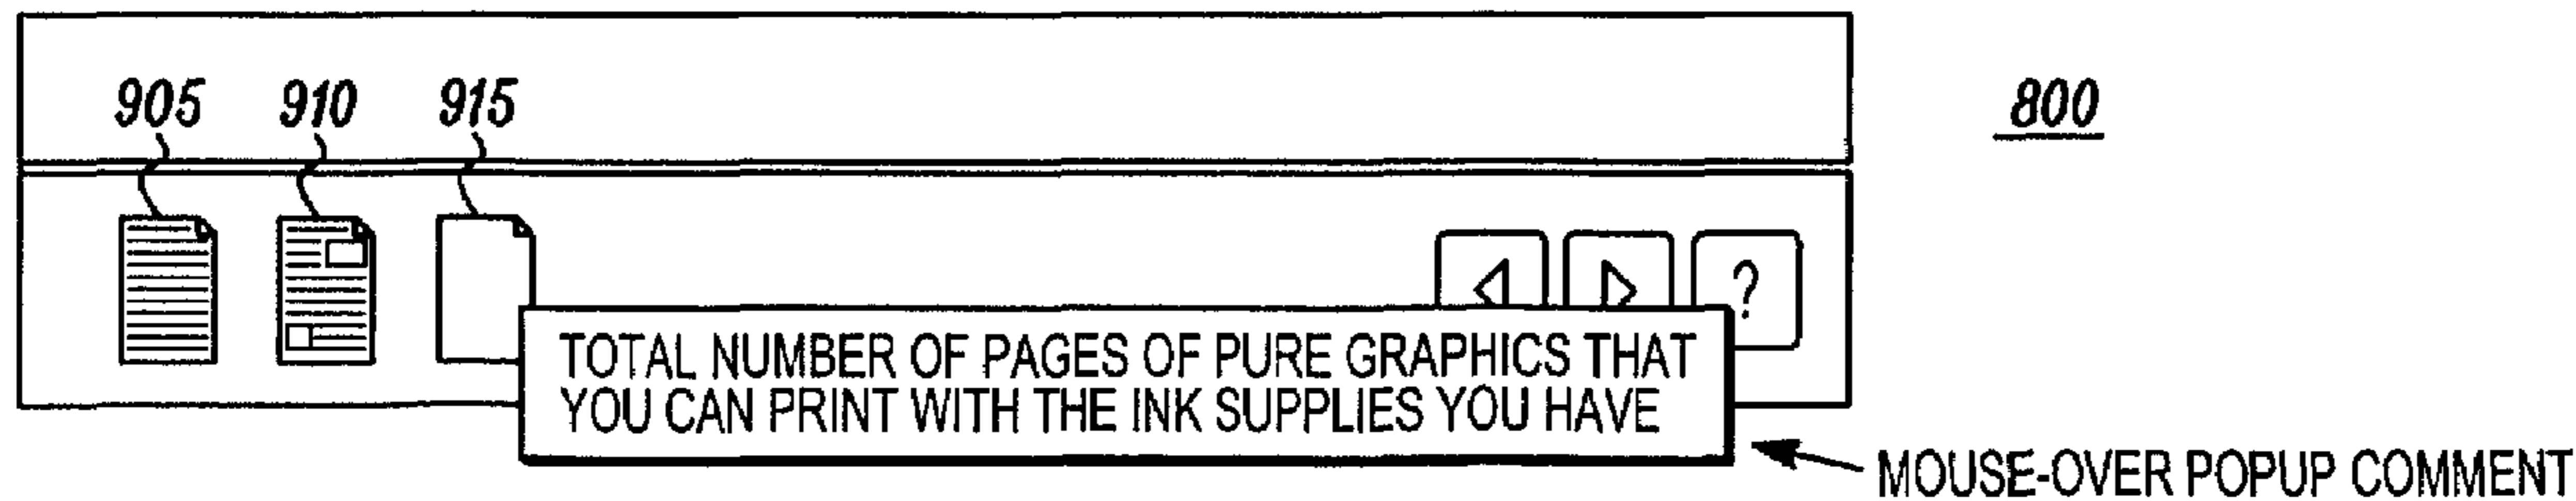 905 910 915
800
?
TOTAL NUMBER OF PAGES OF PURE GRAPHICS THAT
YOU CAN PRINT WITH THE INK SUPPLIES YOU HAVE
MOUSE-OVER POPUP COMMENT